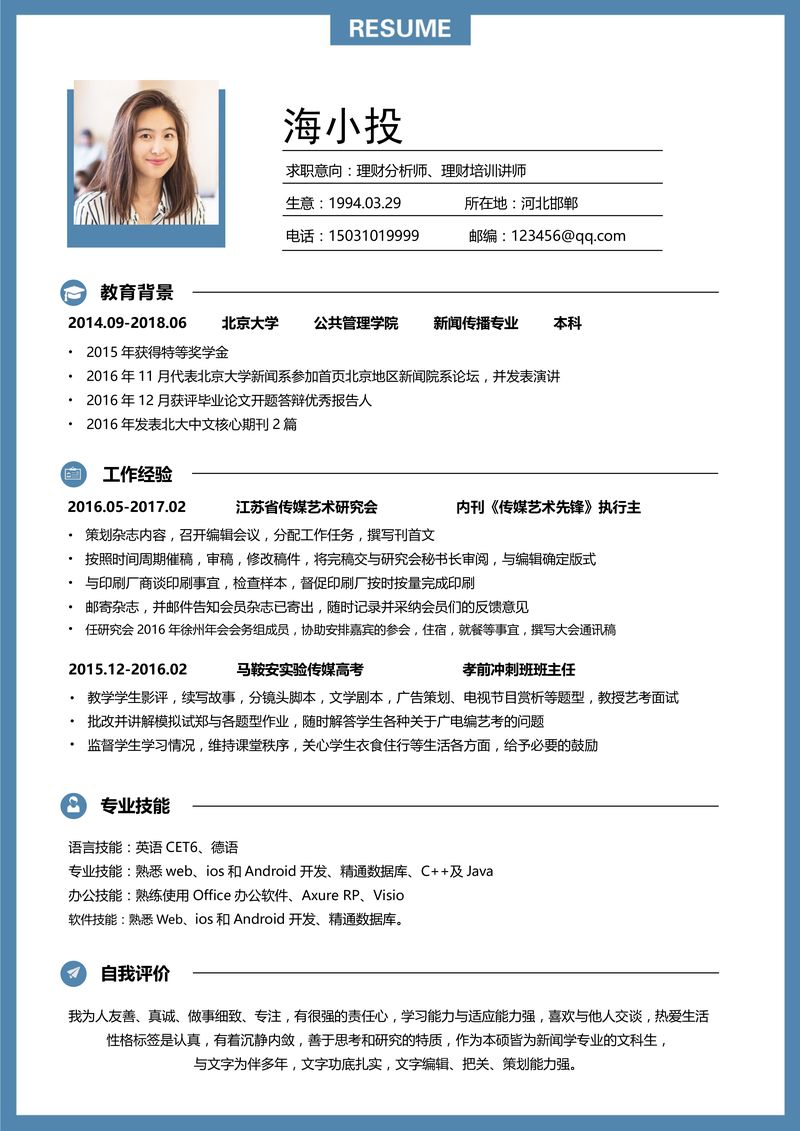 RESUME
海小投
求职意向：理财分析师、理财培训讲师
生意：1994.03.29 所在地：河北邯郸
电话：15031019999 邮编：123456@qq.com
教育背景
2014.09-2018.06 北京大学 公共管理学院 新闻传播专业 本科
• 2015 年获得特等奖学金
• 2016 年 11 月代表北京大学新闻系参加首页北京地区新闻院系论坛，并发表演讲
• 2016 年 12 月获评毕业论文开题答辩优秀报告人
• 2016 年发表北大中文核心期刊 2 篇
工作经验
2016.05-2017.02 江苏省传媒艺术研究会 内刊《传媒艺术先锋》执行主
• 策划杂志内容，召开编辑会议，分配工作任务，撰写刊首文
• 按照时间周期催稿，审稿，修改稿件，将完稿交与研究会秘书长审阅，与编辑确定版式
• 与印刷厂商谈印刷事宜，检查样本，督促印刷厂按时按量完成印刷
• 邮寄杂志，并邮件告知会员杂志已寄出，随时记录并采纳会员们的反馈意见
• 任研究会 2016 年徐州年会会务组成员，协助安排嘉宾的参会，住宿，就餐等事宜，撰写大会通讯稿
2015.12-2016.02 马鞍安实验传媒高考 孝前冲刺班班主任
• 教学学生影评，续写故事，分镜头脚本，文学剧本，广告策划、电视节目赏析等题型，教授艺考面试
• 批改并讲解模拟试郑与各题型作业，随时解答学生各种关于广电编艺考的问题
• 监督学生学习情况，维持课堂秩序，关心学生衣食住行等生活各方面，给予必要的鼓励
专业技能
语言技能：英语 CET6、德语
专业技能：熟悉 web、ios 和 Android 开发、精通数据库、C++及 Java
办公技能：熟练使用 Office 办公软件、Axure RP、Visio
软件技能：熟悉 Web、ios 和 Android 开发、精通数据库。
自我评价
我为人友善、真诚、做事细致、专注，有很强的责任心，学习能力与适应能力强，喜欢与他人交谈，热爱生活
性格标签是认真，有着沉静内敛，善于思考和研究的特质，作为本硕皆为新闻学专业的文科生，
与文字为伴多年，文字功底扎实，文字编辑、把关、策划能力强。